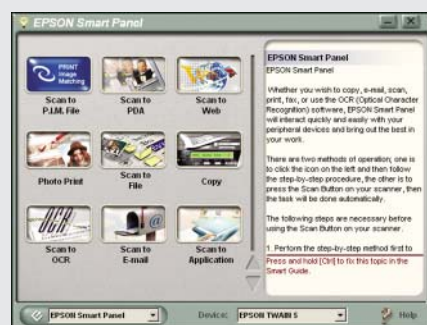 EPSON Smart Panel
PRINT
Image
Matching
Scan to
P.I.M. File
Scan to
PDA
Scan to
Web
Photo Print
Scan to
File
Copy
OCR
Scan to
OCR
Scan to
E-mail
Scan to
Application
EPSON Smart Panel
EPSON Smart Panel
Whether you wish to copy, e-mail, scan,
print, fax, or use the OCR (Optical Character
Recognition) software, EPSON Smart Panel
will interact quickly and easily with your
peripheral devices and bring out the best in
your work.
There are two methods of operation; one is
to click the icon on the left and then follow
the step-by-step procedure, the other is to
press the Scan Button on your scanner, then
the task will be done automatically.
The following steps are necessary before
using the Scan Button on your scanner.
1. Perform the step-by-step method first to
Press and hold [Ctrl] to fix this topic in the
Smart Guide.
EPSON Smart Panel
Device:
EPSON TWAIN 5
Help